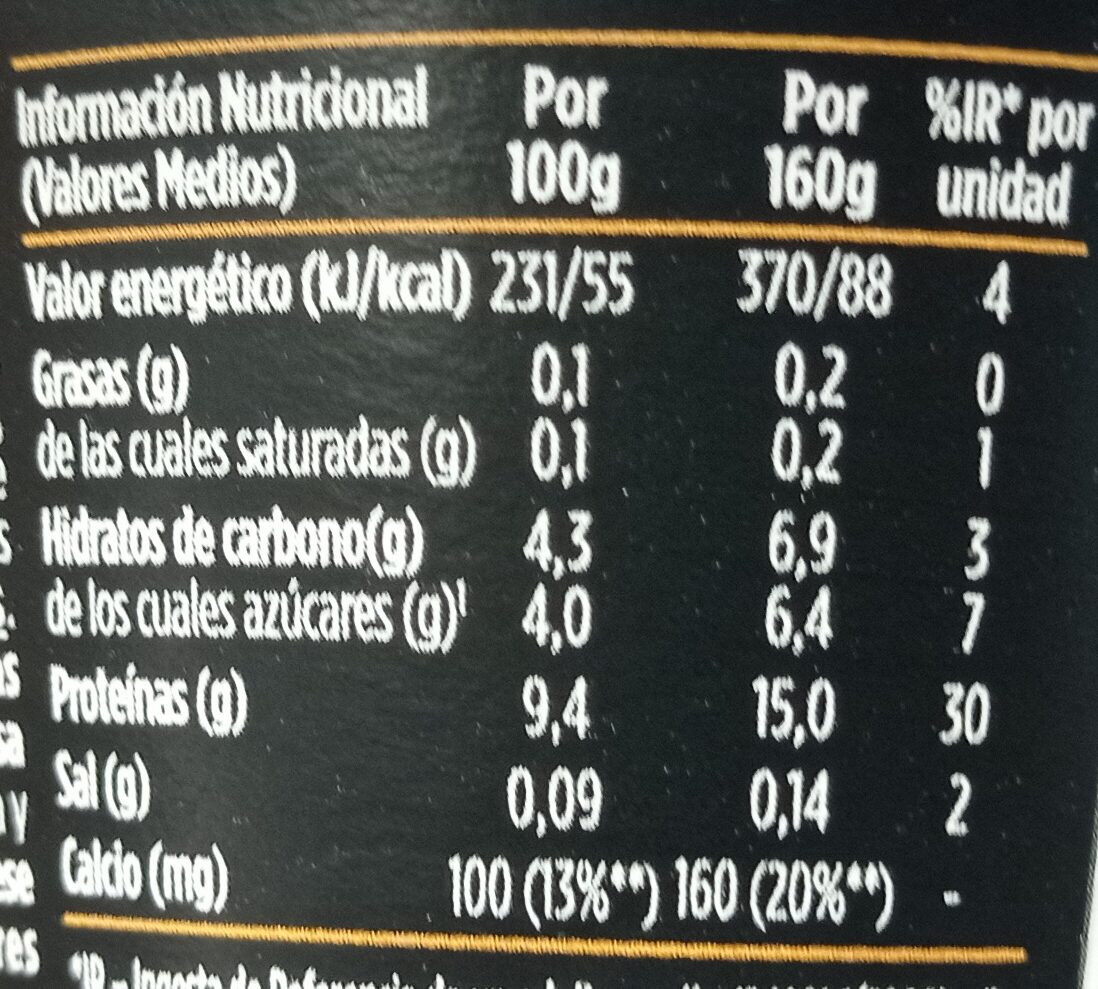 Información Nutricional Por Por %IR* por
(Valores Medios) 100g 160g unidad
Valor energético (kJ/kcal) 231/55 370/88 4
Grasas (g) 0,1 0,2 0
de las cuales saturadas (g) 0,1 0,2 1
Hidratos de carbono(g) 4,3 6,9 3
de los cuales azúcares (g)¹ 4,0 6,4 7
Proteínas (g) 9,4 15,0 30
Sal (g) 0,09 0,14 2
Calcio (mg) 100 (13%**) 160 (20%**) -